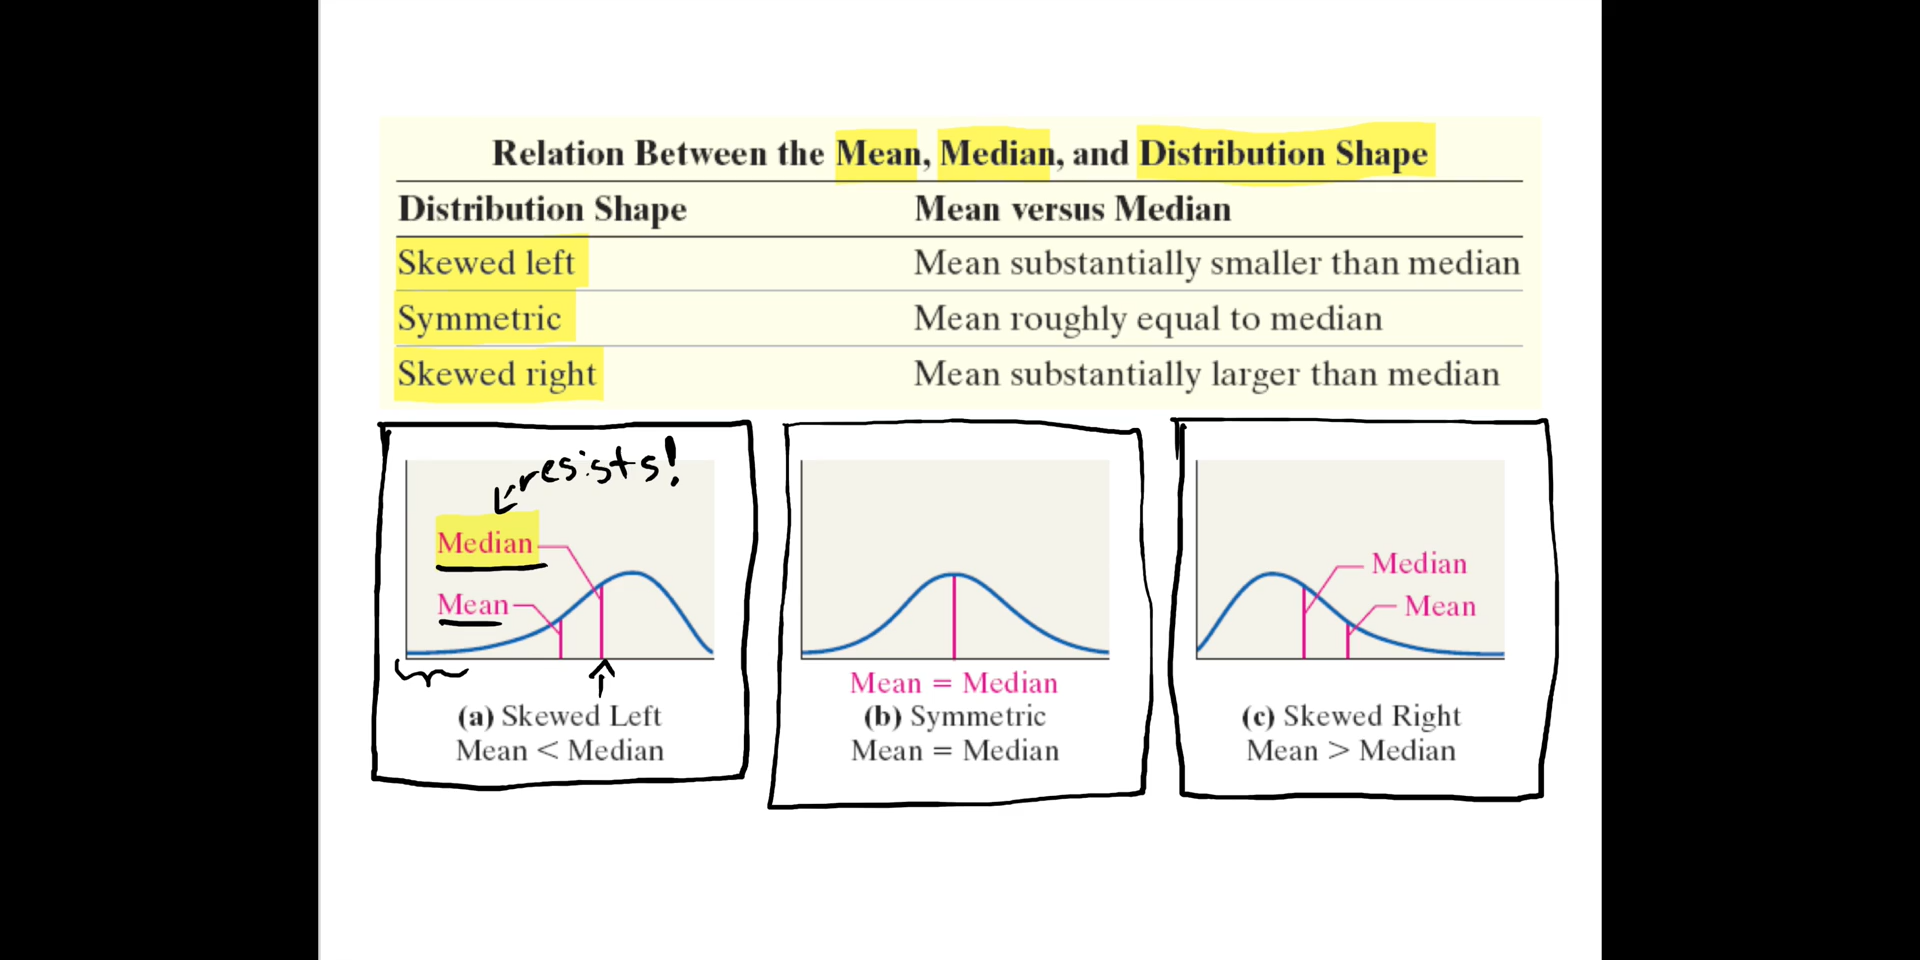 Relation Between the Mean, Median, and Distribution Shape
Distribution Shape Mean versus Median
Skewed left Mean substantially smaller than median
Symmetric Mean roughly equal to median
Skewed right Mean substantially larger than median
resists!
Median
Mean
(a) Skewed Left
Mean < Median
Mean = Median
(b) Symmetric
Mean = Median
Median
Mean
(c) Skewed Right
Mean > Median